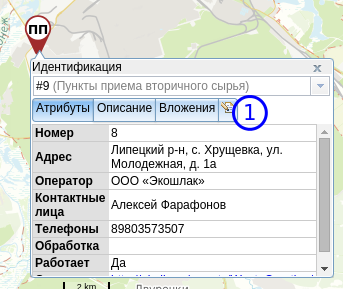 ПП
Идентификация
x
#9 (Пункты приема вторичного сырья)
Атрибуты Описание Вложения
1
Номер 8
Адрес Липецкий р-н, с. Хрущевка, ул.
Молодежная, д. 1а
Оператор ООО «Экошлак»
Контактные
лица Алексей Фарафонов
Телефоны 89803573507
Обработка
Работает Да
2 km